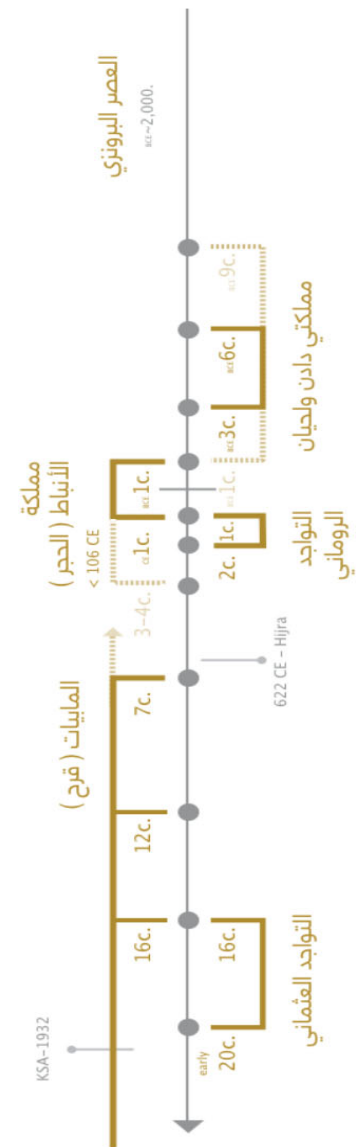 العصر البرونزي
BCE~2,000.
BCE 9c.
BCE 6c.
BCE 3c.
مملكتي دادن ولحيان
مملكة
الأنباط ( الحجر )
< 106 CE
BCE 1c.
CE 1c.
BCE 1c.
1c.
2c.
التواجد
الروماني
3-4c.
622 CE – Hijra
المابيات ( قرح )
7c.
12c.
16c.
16c.
early
20c.
التواجد العثماني
KSA-1932